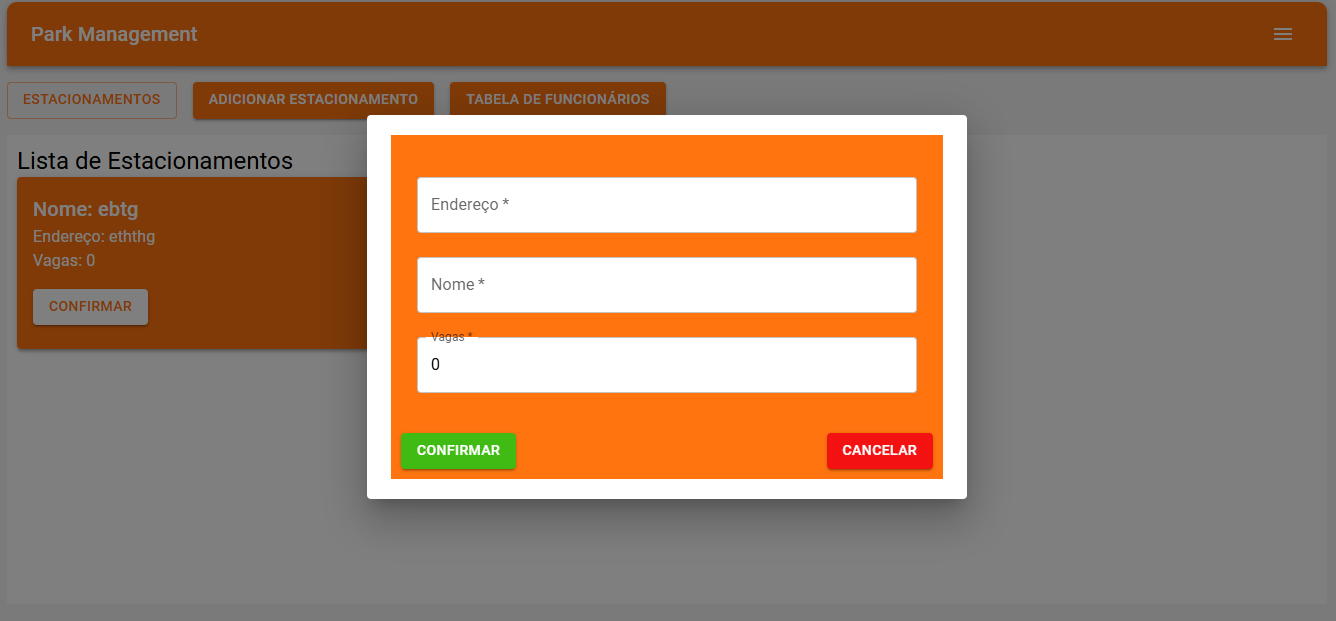 Park Management
ESTACIONAMENTOS
ADICIONAR ESTACIONAMENTO
TABELA DE FUNCIONÁRIOS
Lista de Estacionamentos
Nome: ebtg
Endereço: eththg
Vagas: 0
CONFIRMAR
Endereço *
Nome *
Vagas *
0
CONFIRMAR
CANCELAR